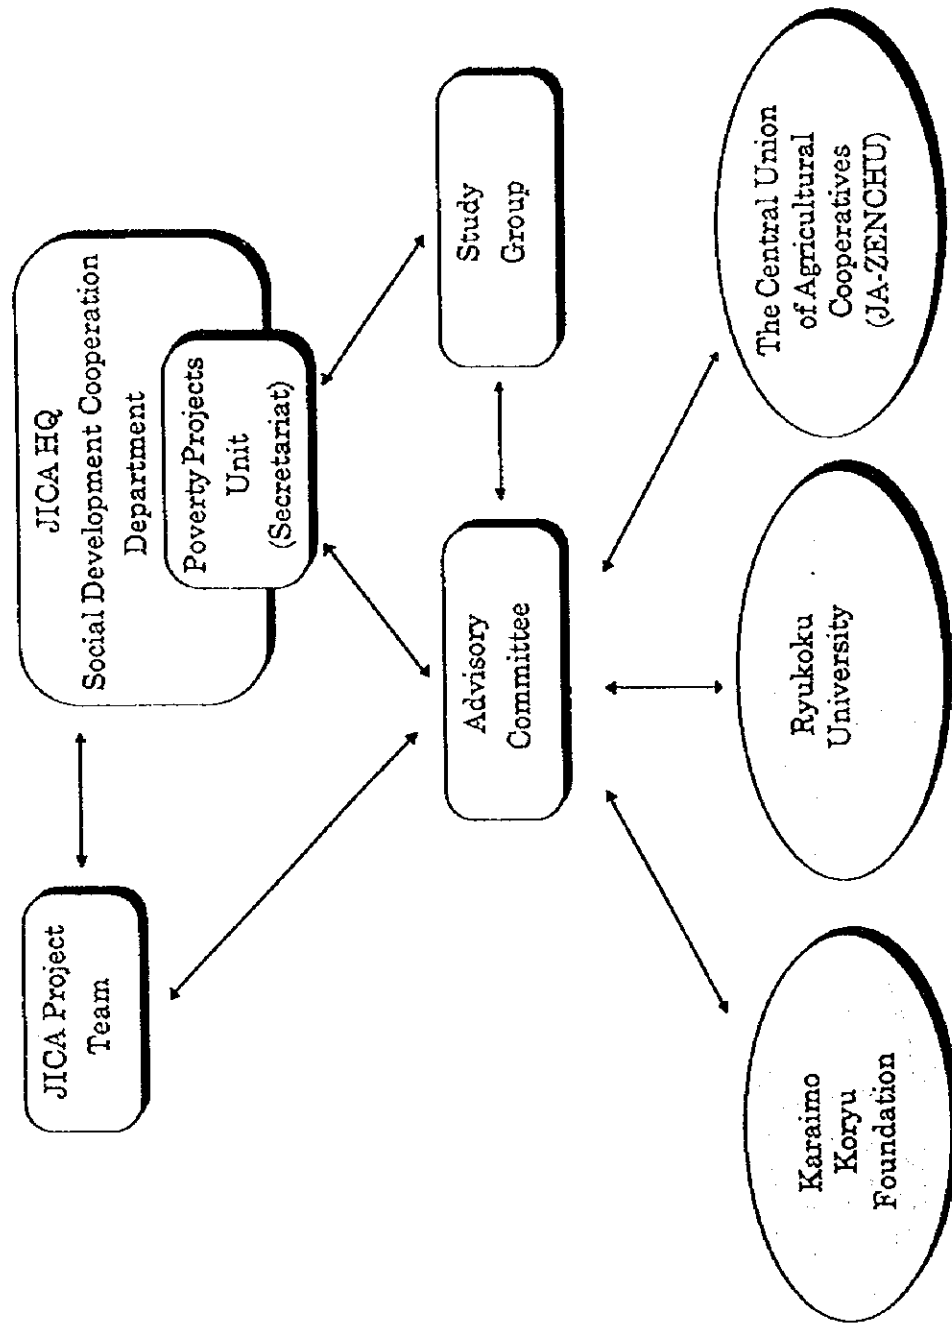 JICA HQ
Social Development Cooperation
Department
Poverty Projects
Unit
(Secretariat)
JICA Project
Team
Advisory
Committee
Study
Group
Karaimo
Koryu
Foundation
Ryukoku
University
The Central Union
of Agricultural
Cooperatives
(JA-ZENCHU)